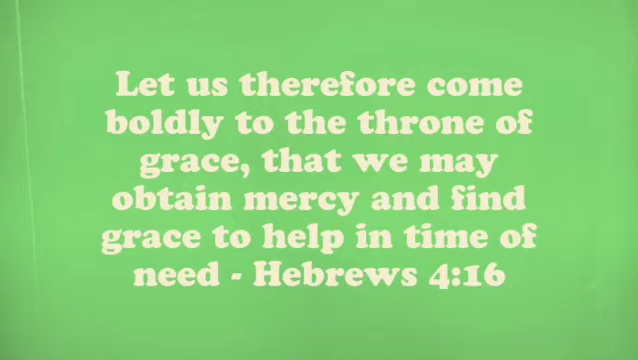 Let us therefore come
boldly to the throne of
grace, that we may
obtain mercy and find
grace to help in time of
need - Hebrews 4:16